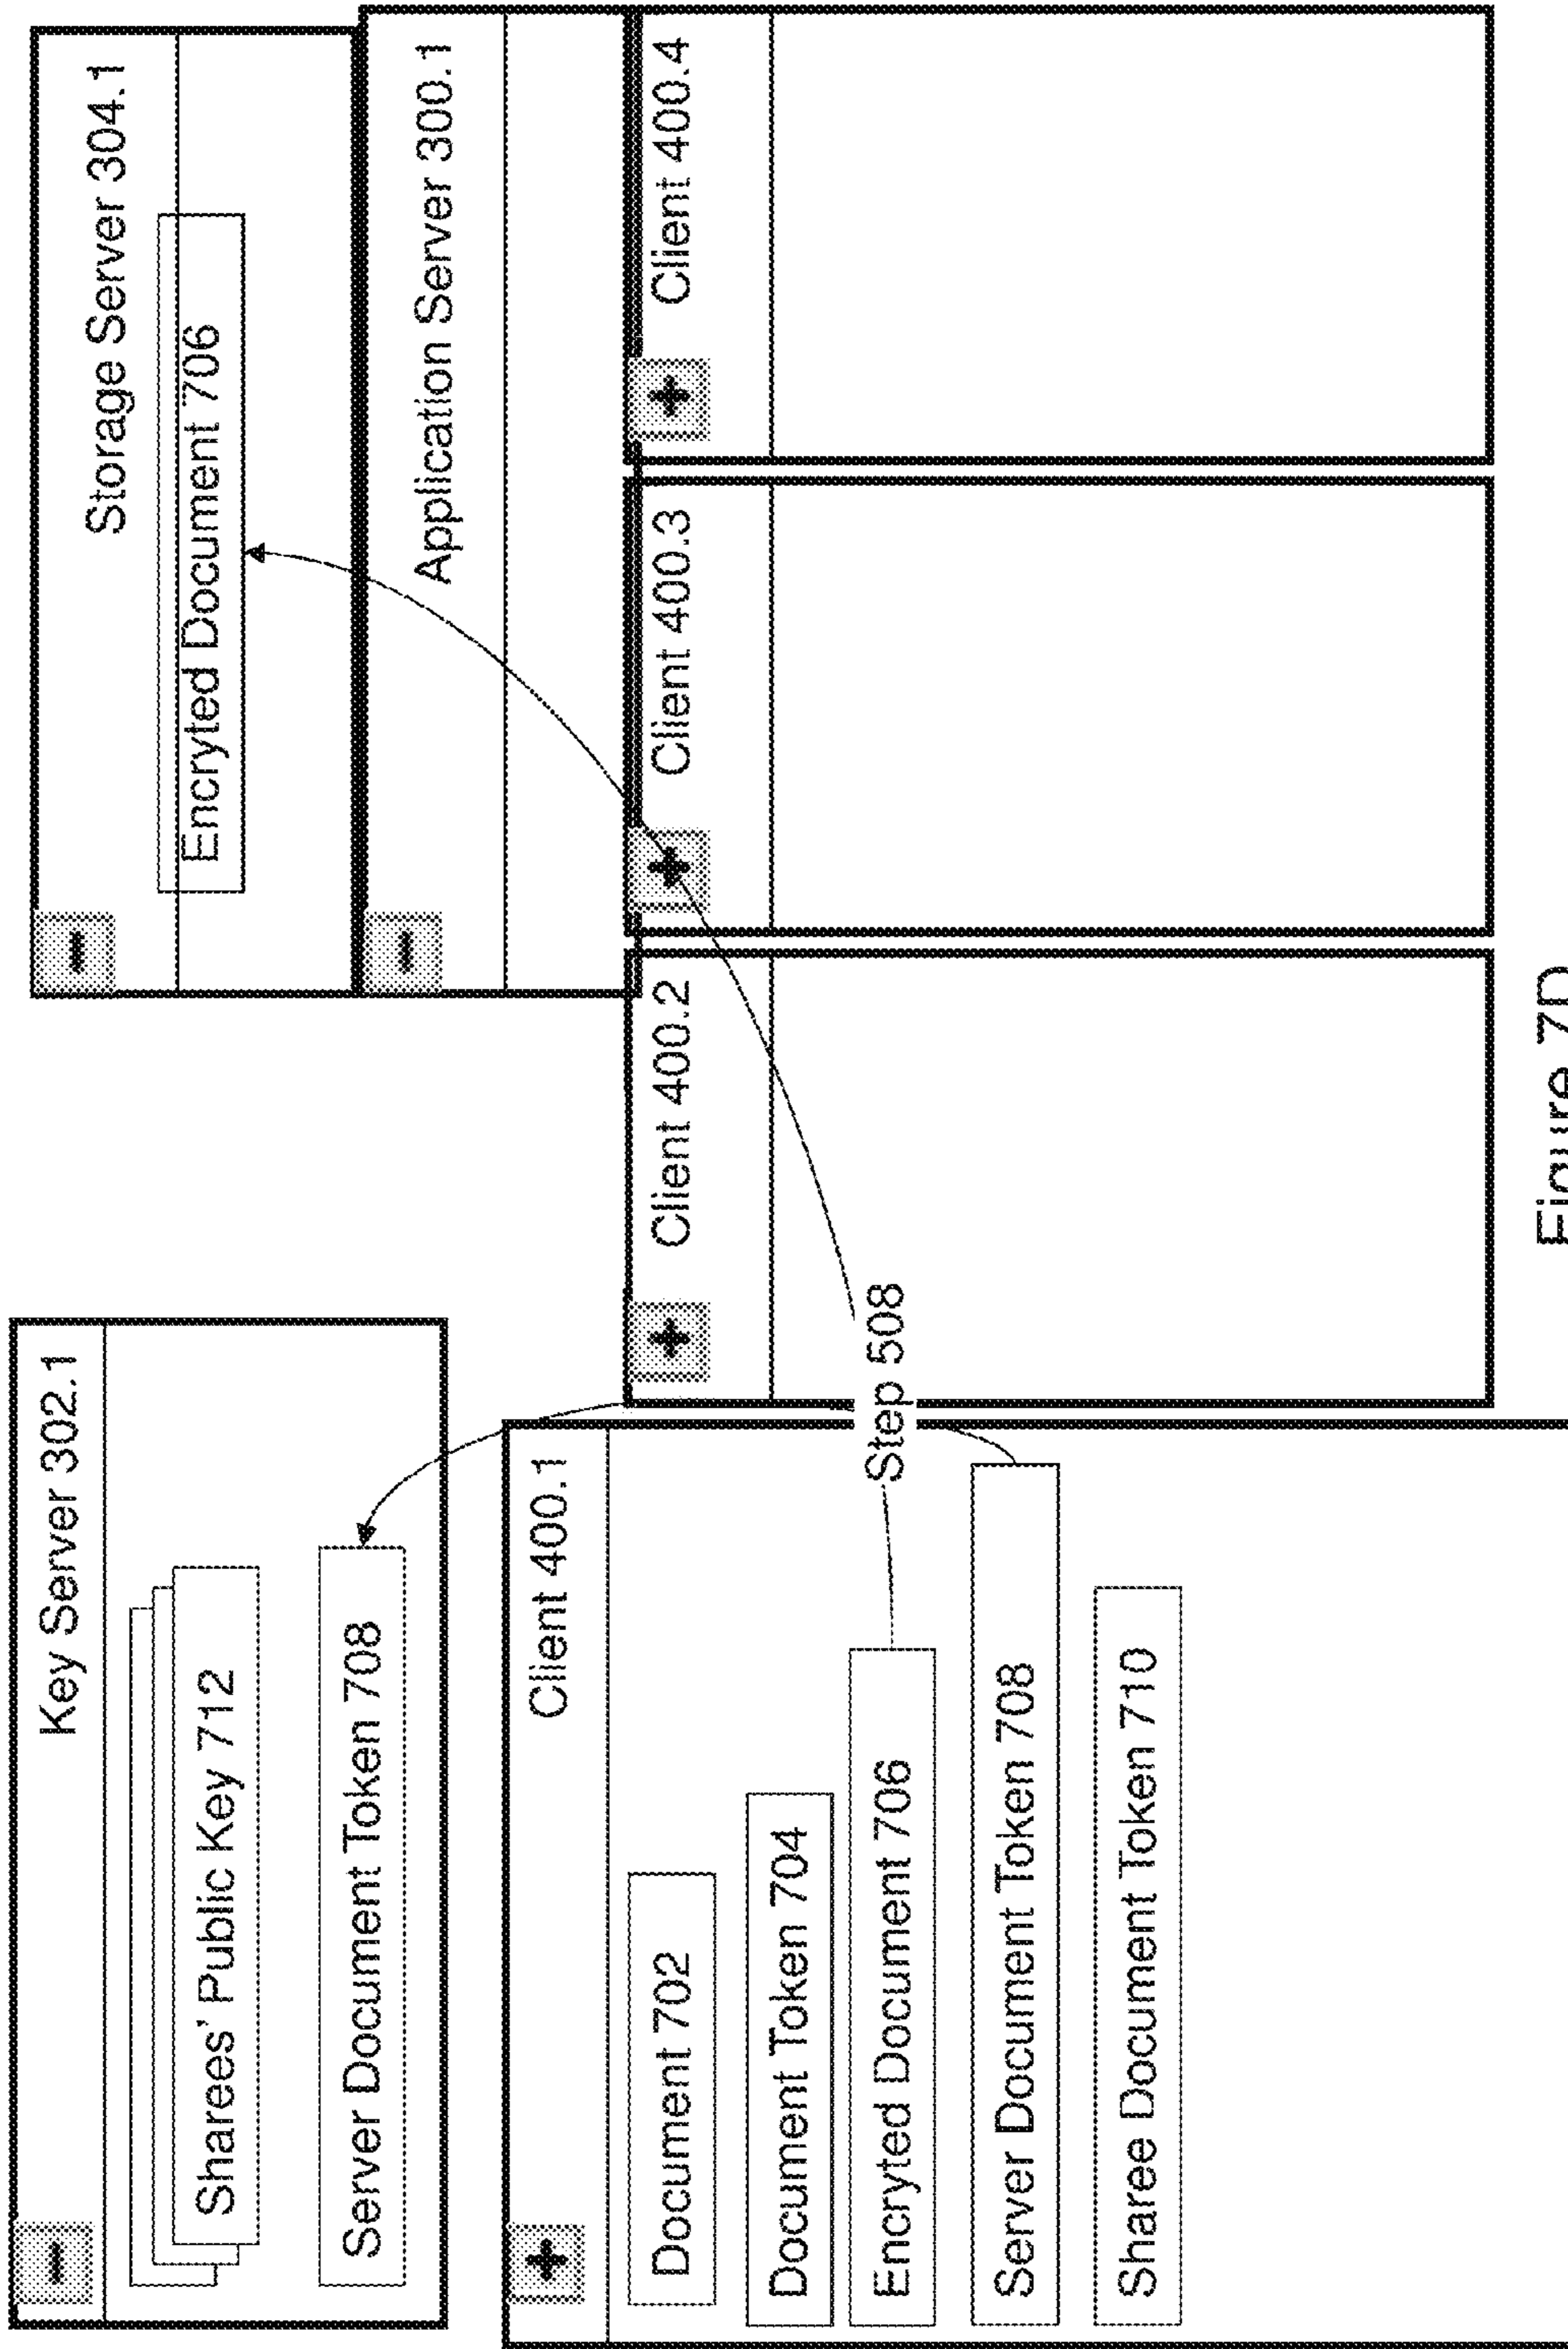 Key Server 302.1
Sharees' Public Key 712
Server Document Token 708
Storage Server 304.1
Encryted Document 706
Application Server 300.1
Client 400.1
Document 702
Document Token 704
Encryted Document 706
Server Document Token 708
Sharee Document Token 710
Step 508
Client 400.2
Client 400.3
Client 400.4
Figure 7D